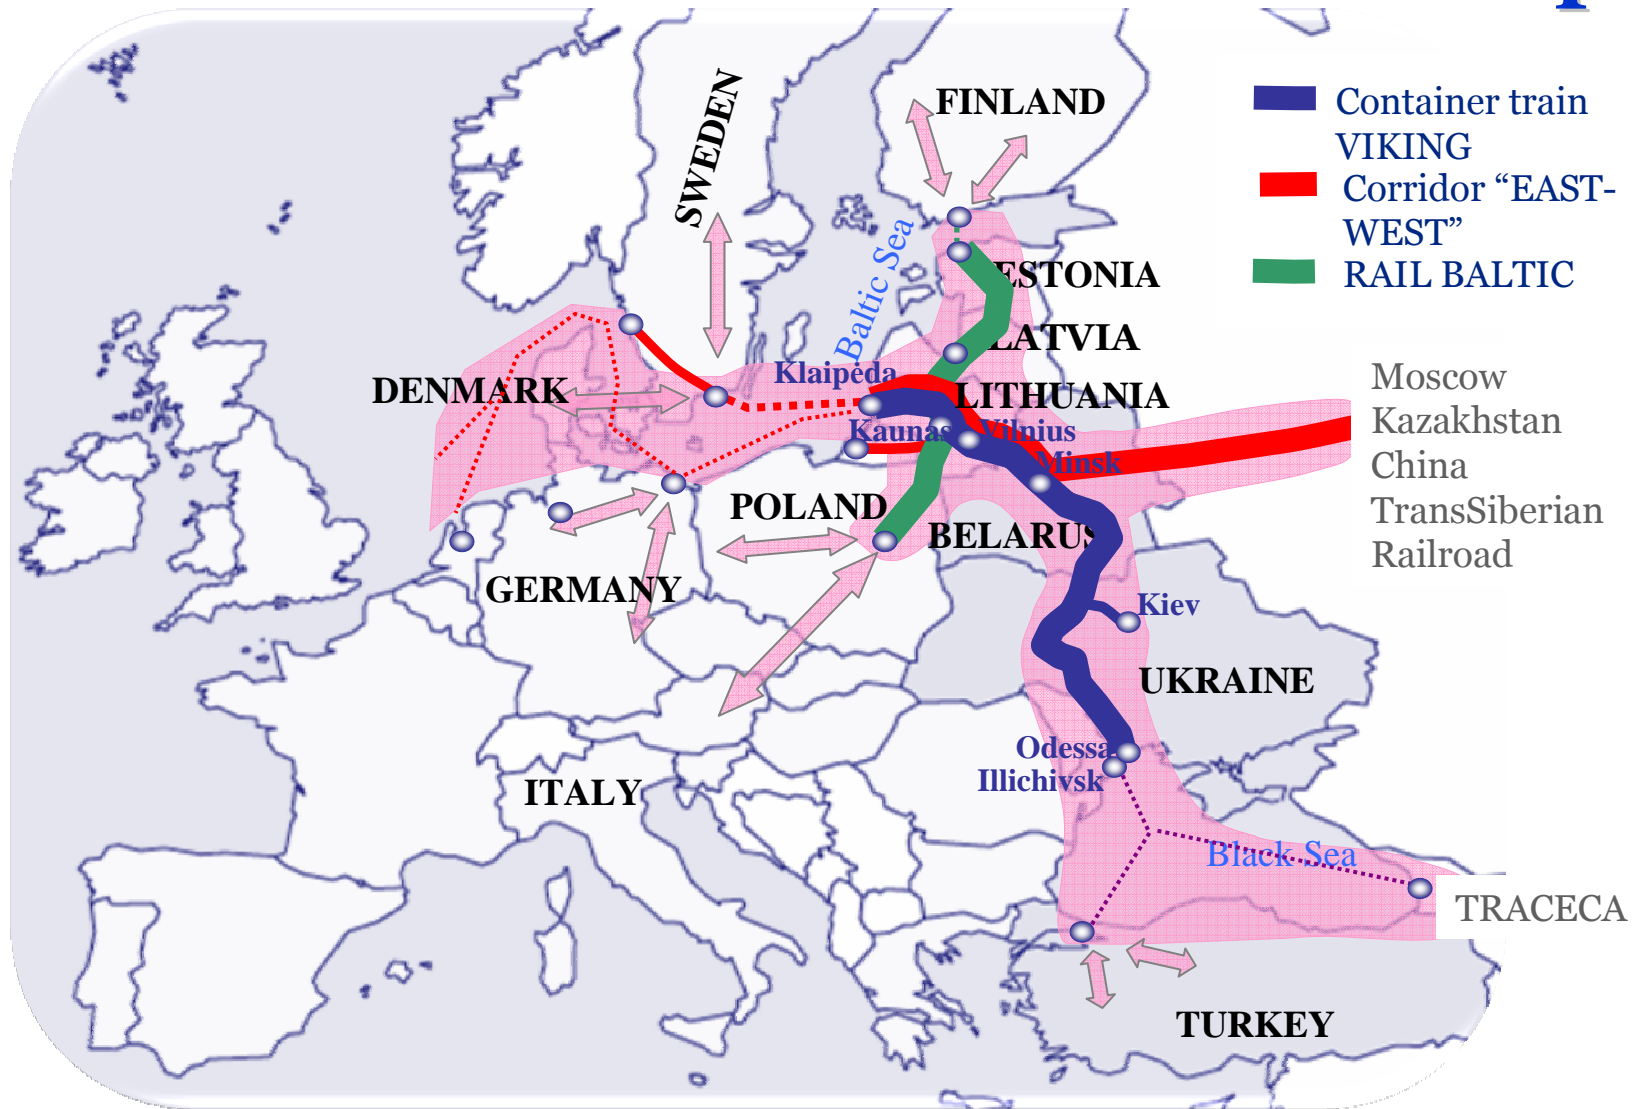 p
FINLAND
SWEDEN
Container train
VIKING
Corridor “EAST-
WEST”
RAIL BALTIC
Baltic Sea
ESTONIA
LATVIA
Klaipėda
DENMARK
LITHUANIA
Kaunas
Vilnius
Minsk
Moscow
Kazakhstan
China
TransSiberian
Railroad
POLAND
BELARUS
GERMANY
Kiev
UKRAINE
Odessa
Illichivsk
ITALY
Black Sea
TRACECA
TURKEY